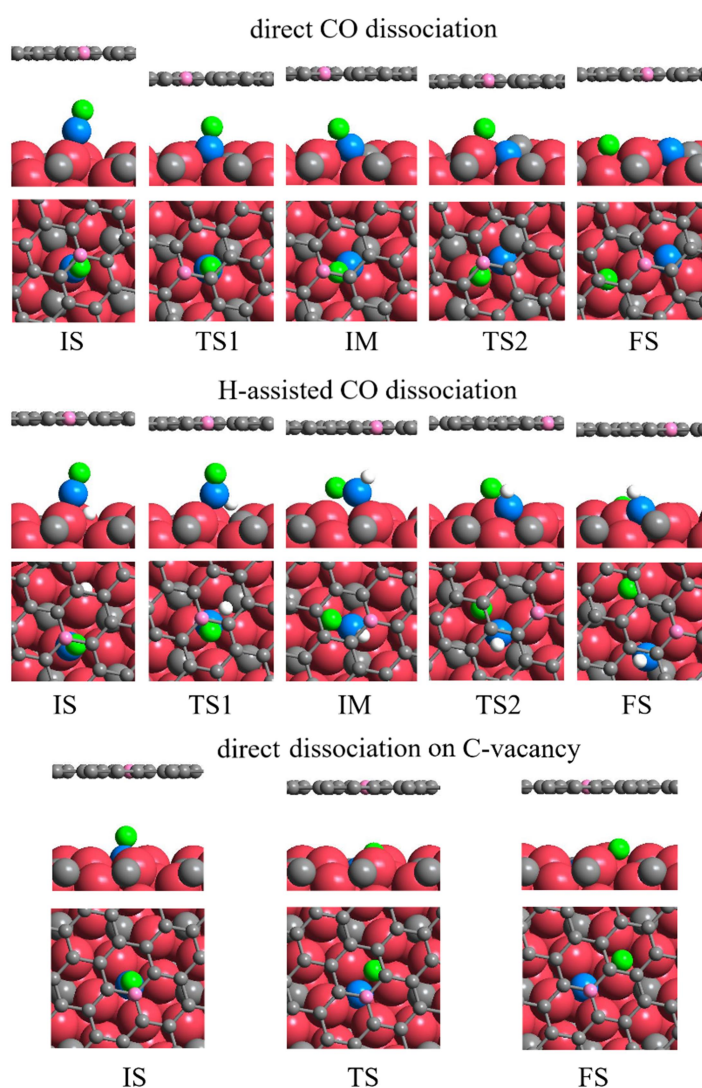 direct CO dissociation
IS TS1 IM TS2 FS
H-assisted CO dissociation
IS TS1 IM TS2 FS
direct dissociation on C-vacancy
IS TS FS